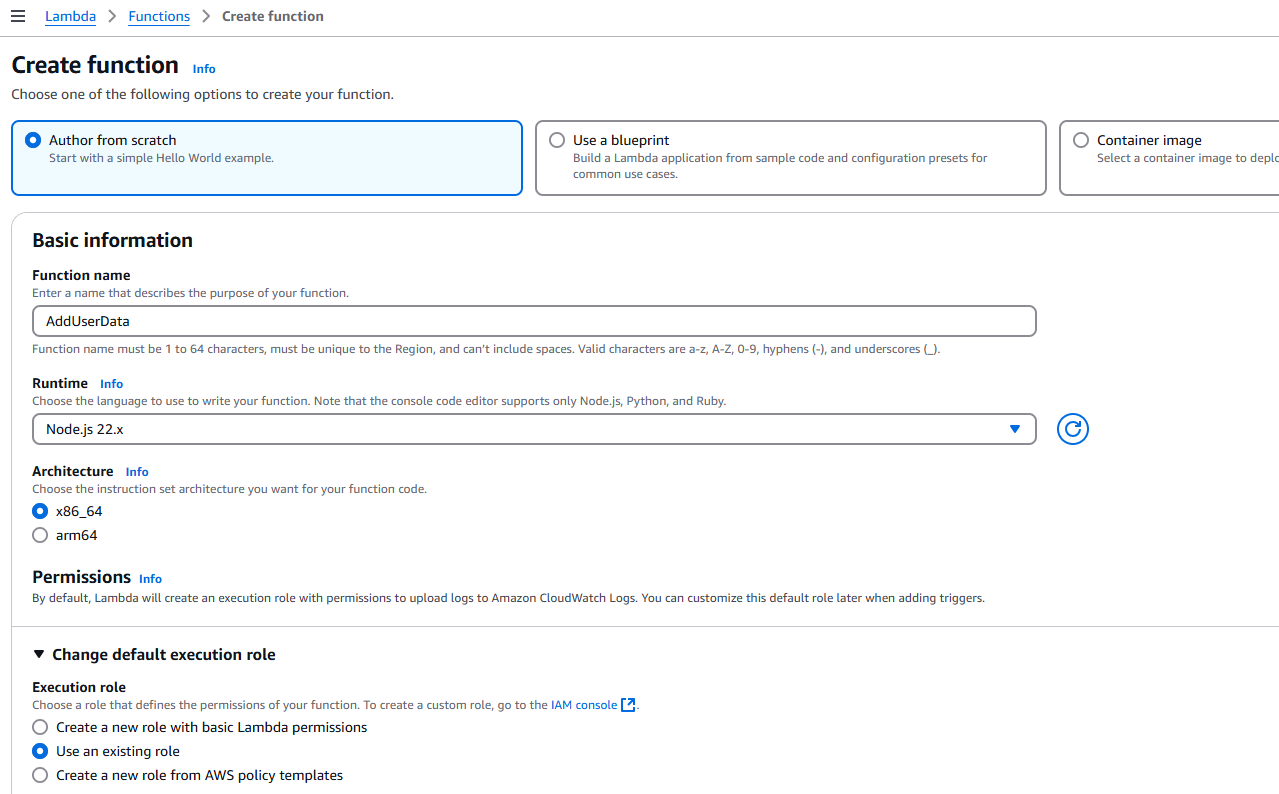 Lambda > Functions > Create function
Create function Info
Choose one of the following options to create your function.
Author from scratch
Start with a simple Hello World example.
Use a blueprint
Build a Lambda application from sample code and configuration presets for
common use cases.
Container image
Select a container image to deplo
Basic information
Function name
Enter a name that describes the purpose of your function.
AddUserData
Function name must be 1 to 64 characters, must be unique to the Region, and can't include spaces. Valid characters are a-z, A-Z, 0-9, hyphens (-), and underscores (_).
Runtime Info
Choose the language to use to write your function. Note that the console code editor supports only Node.js, Python, and Ruby.
Node.js 22.x
Architecture Info
Choose the instruction set architecture you want for your function code.
x86_64
arm64
Permissions Info
By default, Lambda will create an execution role with permissions to upload logs to Amazon CloudWatch Logs. You can customize this default role later when adding triggers.
Change default execution role
Execution role
Choose a role that defines the permissions of your function. To create a custom role, go to the IAM console.
Create a new role with basic Lambda permissions
Use an existing role
Create a new role from AWS policy templates